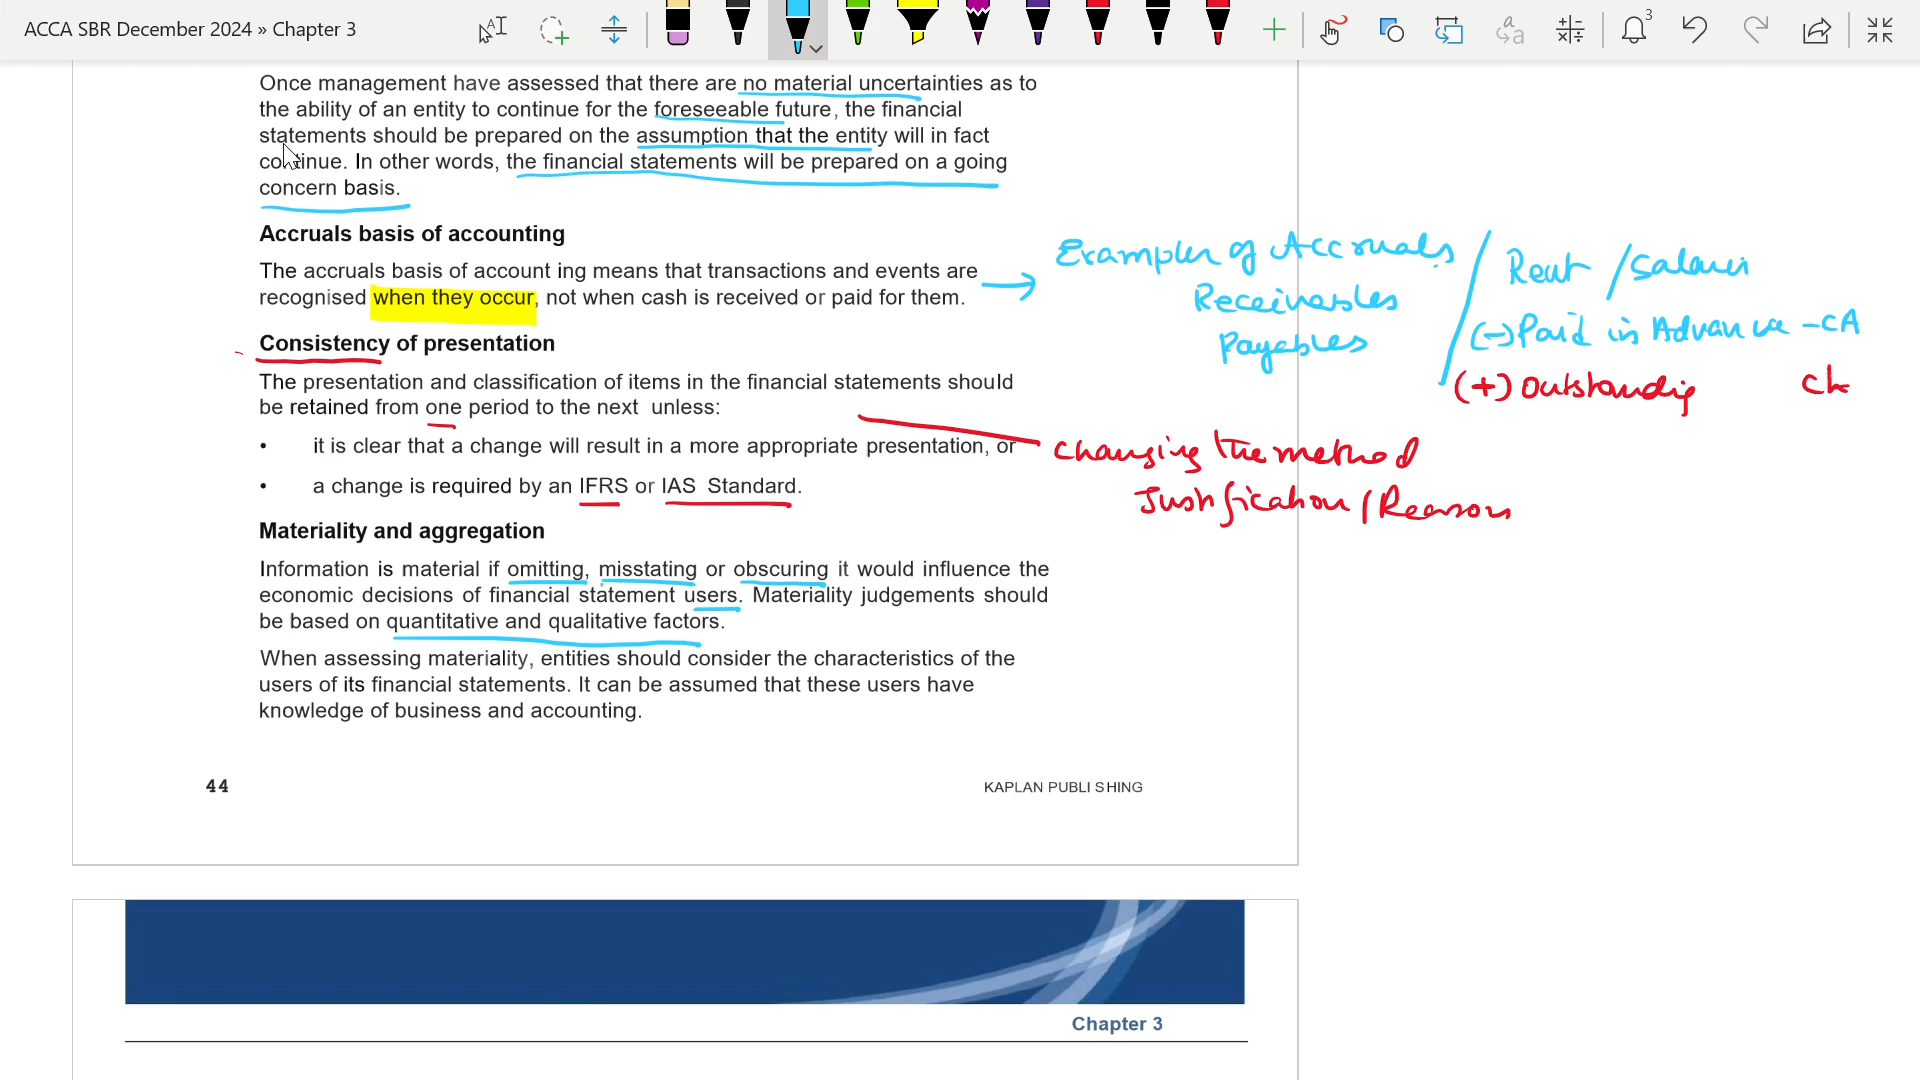 ACCA SBR December 2024 » Chapter 3
3
Once management have assessed that there are no material uncertainties as to
the ability of an entity to continue for the foreseeable future, the financial
statements should be prepared on the assumption that the entity will in fact
continue. In other words, the financial statements will be prepared on a going
concern basis.
Accruals basis of accounting
The accruals basis of account ing means that transactions and events are
recognised when they occur, not when cash is received or paid for them.
Examples of Accruals
Receivables
Payables
Rent / Salaries
(-) Paid in Advance - CA
(+) Outstanding
Consistency of presentation
The presentation and classification of items in the financial statements should
be retained from one period to the next unless:
• it is clear that a change will result in a more appropriate presentation, or
• a change is required by an IFRS or IAS Standard.
Changing the method
Justification / Reason
Materiality and aggregation
Information is material if omitting, misstating or obscuring it would influence the
economic decisions of financial statement users. Materiality judgements should
be based on quantitative and qualitative factors.
When assessing materiality, entities should consider the characteristics of the
users of its financial statements. It can be assumed that these users have
knowledge of business and accounting.
44
KAPLAN PUBLI SHING
Chapter 3